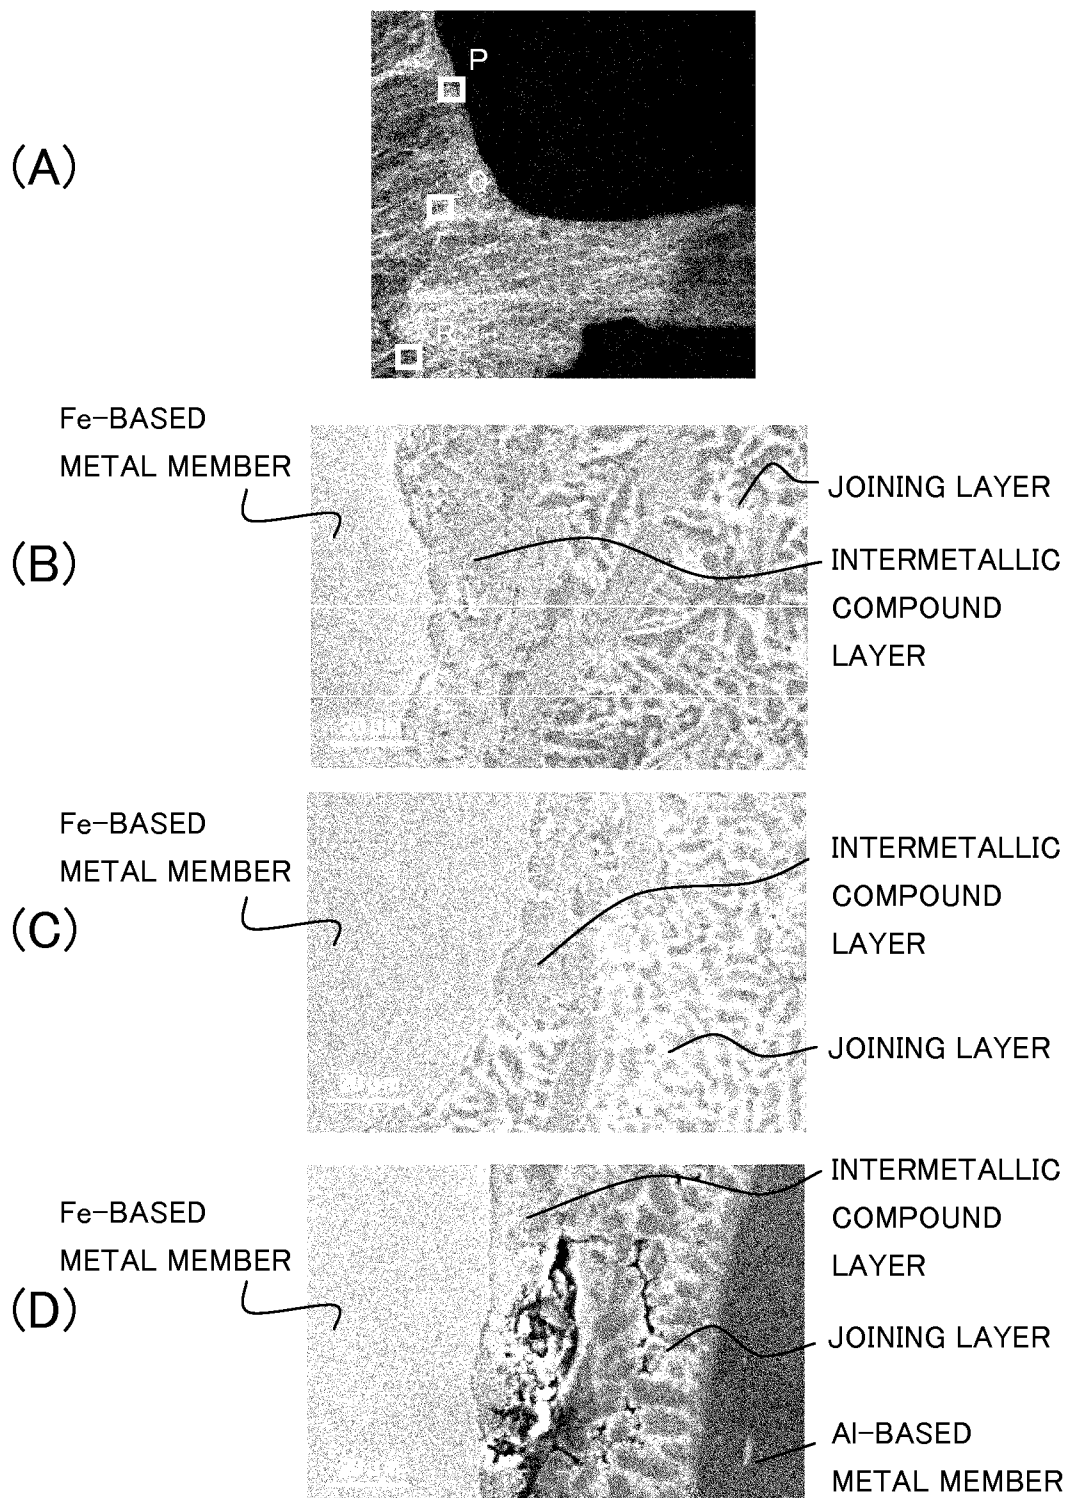 (A)
P
Q
R
Fe-BASED
METAL MEMBER
(B)
JOINING LAYER
INTERMETALLIC
COMPOUND
LAYER
Fe-BASED
METAL MEMBER
(C)
INTERMETALLIC
COMPOUND
LAYER
JOINING LAYER
Fe-BASED
METAL MEMBER
(D)
INTERMETALLIC
COMPOUND
LAYER
JOINING LAYER
Al-BASED
METAL MEMBER